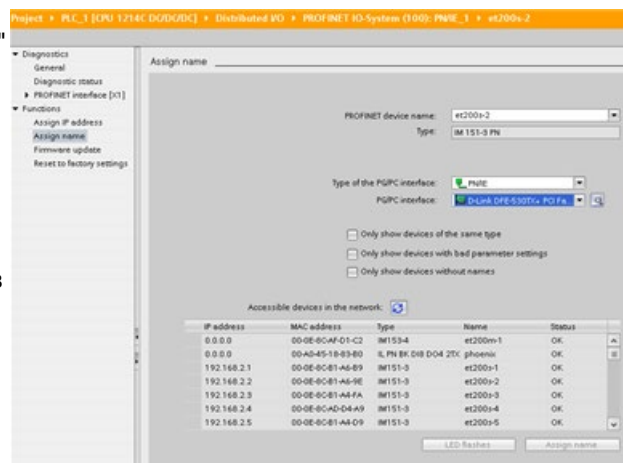 Project ▸ PLC_1 [CPU 1214C DC/DC/DC] ▸ Distributed I/O ▸ PROFINET IO-System (100): PN/IE_1 ▸ et200s-2
"
Diagnostics
General
Diagnostic status
PROFINET interface [X1]
Functions
Assign IP address
Assign name
Firmware update
Reset to factory settings
3
Assign name
PROFINET device name: et200s-2
Type: IM 151-3 PN
Type of the PG/PC interface: PN/IE
PG/PC interface: D-Link DFE-530TX+ PCI Fa...
Only show devices of the same type
Only show devices with bad parameter settings
Only show devices without names
Accessible devices in the network:
IP address MAC address Type Name Status
0.0.0.0 00-0E-8C-AF-D1-C2 IM153-4 et200m-1 OK
0.0.0.0 00-A0-45-18-83-B0 IL PN BK DI8 DO4 2TX phoenix OK
192.168.2.1 00-0E-8C-B1-A6-B9 IM151-3 et200s-1 OK
192.168.2.2 00-0E-8C-B1-A6-9E IM151-3 et200s-2 OK
192.168.2.3 00-0E-8C-B1-A4-FA IM151-3 et200s-3 OK
192.168.2.4 00-0E-8C-AD-D4-A9 IM151-3 et200s-4 OK
192.168.2.5 00-0E-8C-B1-A4-D9 IM151-3 et200s-5 OK
LED flashes Assign name